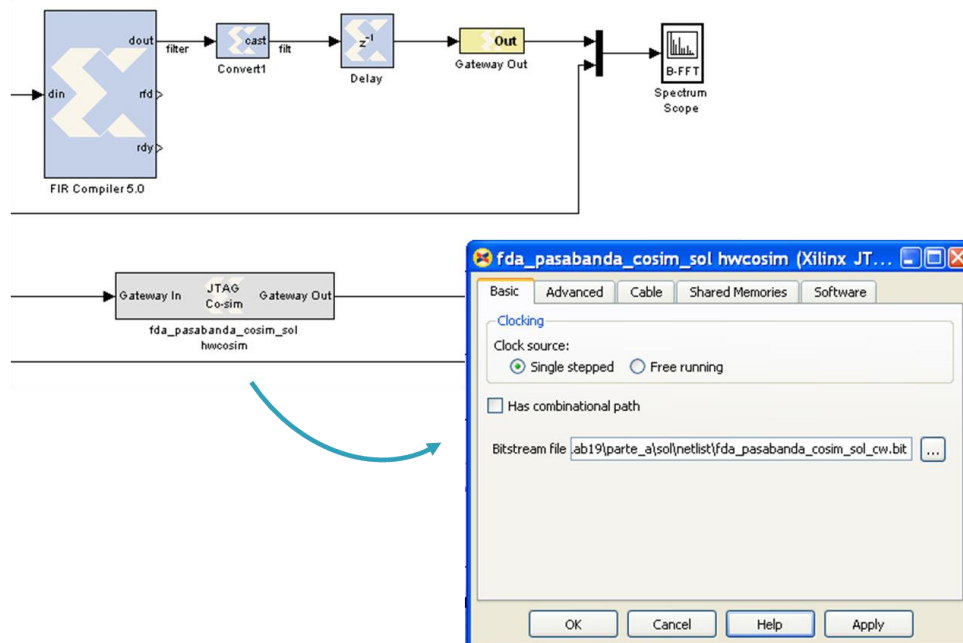 dout
filter
cast
filt
z⁻¹
Out
Convert1
Delay
Gateway Out
din
rfd
rdy
B-FFT
Spectrum
Scope
FIR Compiler 5.0
Gateway In
JTAG
Co-sim
Gateway Out
fda_pasabanda_cosim_sol
hwcosim
fda_pasabanda_cosim_sol hwcosim (Xilinx JT...
Basic Advanced Cable Shared Memories Software
Clocking
Clock source:
Single stepped Free running
Has combinational path
Bitstream file .ab19\parte_a\sol\netlist\fda_pasabanda_cosim_sol_cw.bit ...
OK Cancel Help Apply